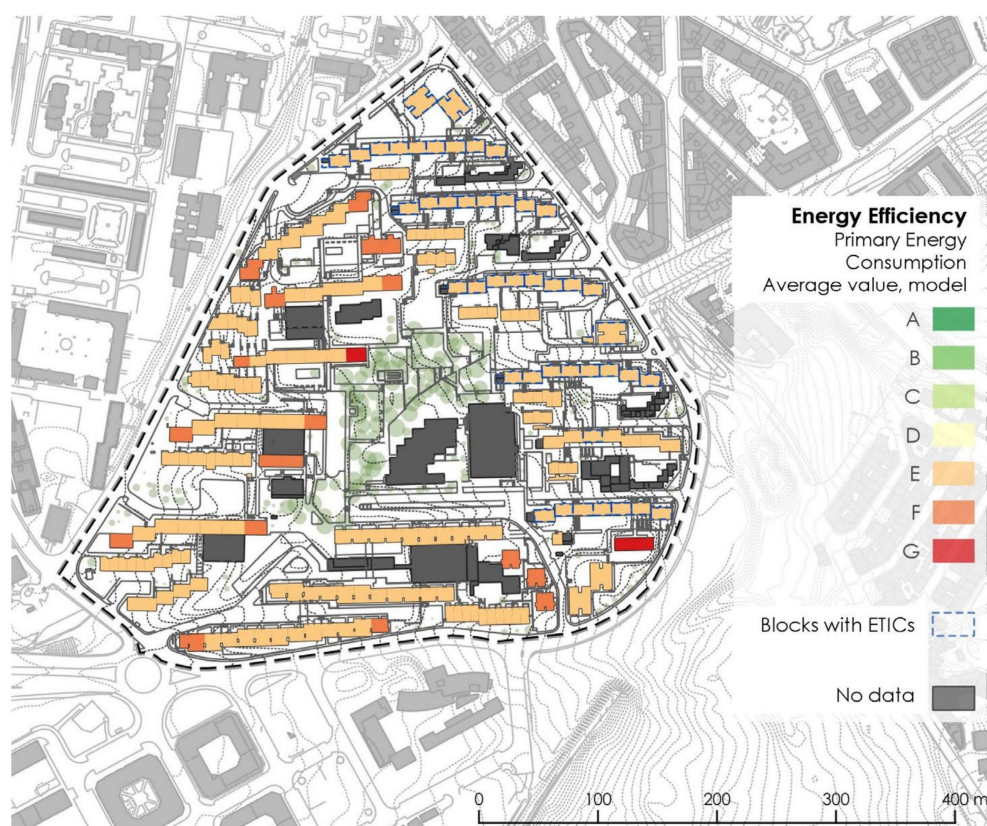 Energy Efficiency
Primary Energy
Consumption
Average value, model
A
B
C
D
E
F
G
Blocks with ETICs
No data
0 100 200 300 400 m